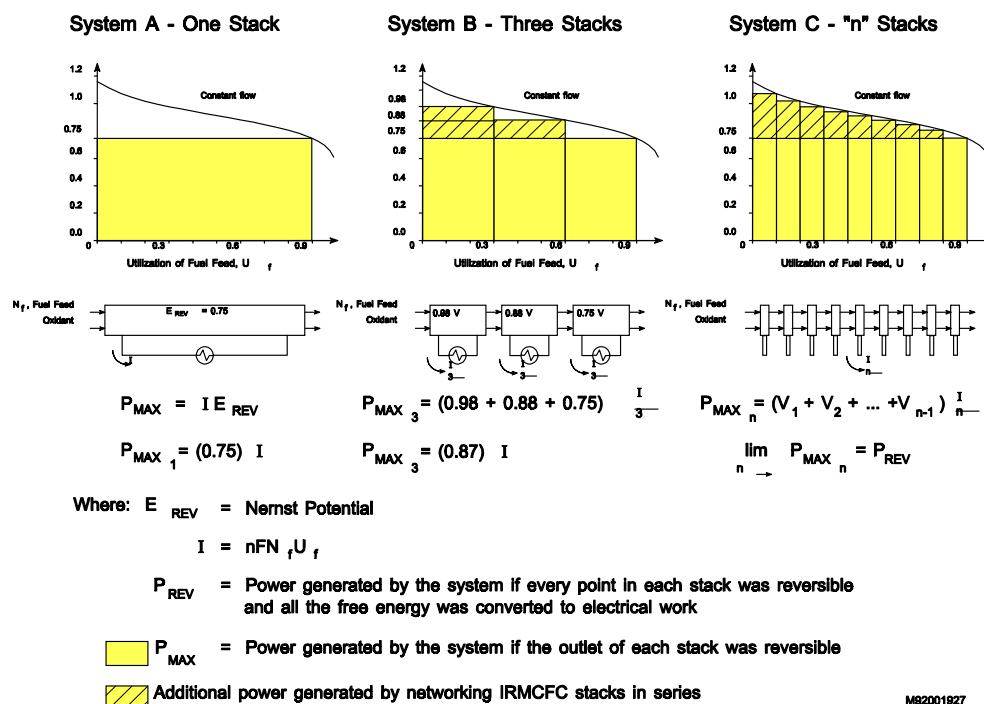 System A - One Stack
System B - Three Stacks
System C - "n" Stacks
1.2
1.0
0.75
0.6
0.4
0.2
0.0
0
0.3
0.6
0.9
Constant flow
Utilization of Fuel Feed, U f
1.2
0.98
0.88
0.75
0.6
0.4
0.2
0.0
0
0.3
0.6
0.9
Constant flow
Utilization of Fuel Feed, U f
1.2
1.0
0.75
0.6
0.4
0.2
0.0
0
0.3
0.6
0.9
Constant flow
Utilization of Fuel Feed, U f
N f , Fuel Feed
Oxidant
E REV = 0.75
I
N f , Fuel Feed
Oxidant
0.98 V
0.88 V
0.75 V
I
3
I
3
I
3
N f , Fuel Feed
Oxidant
I
n
P MAX = I E REV
P MAX 3 = (0.98 + 0.88 + 0.75) I
3
P MAX n = (V 1 + V 2 + ... +V n-1 ) I
n
P MAX 1 = (0.75) I
P MAX 3 = (0.87) I
lim P MAX n = P REV
n →
Where: E REV = Nernst Potential
I = nFN f U f
P REV = Power generated by the system if every point in each stack was reversible
and all the free energy was converted to electrical work
P MAX = Power generated by the system if the outlet of each stack was reversible
Additional power generated by networking IRMCFC stacks in series
M92001927